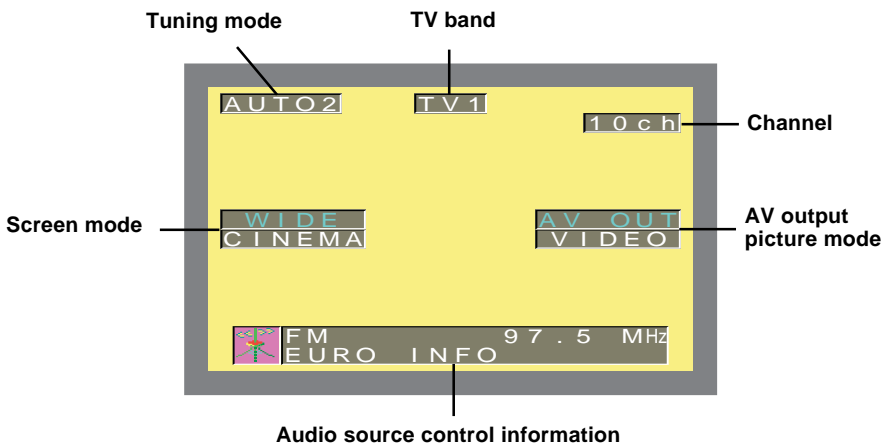 Tuning mode
TV band
AUTO2
TV1
10ch
Channel
Screen mode
WIDE
CINEMA
AV OUT
VIDEO
AV output
picture mode
FM 97.5 MHz
EURO INFO
Audio source control information